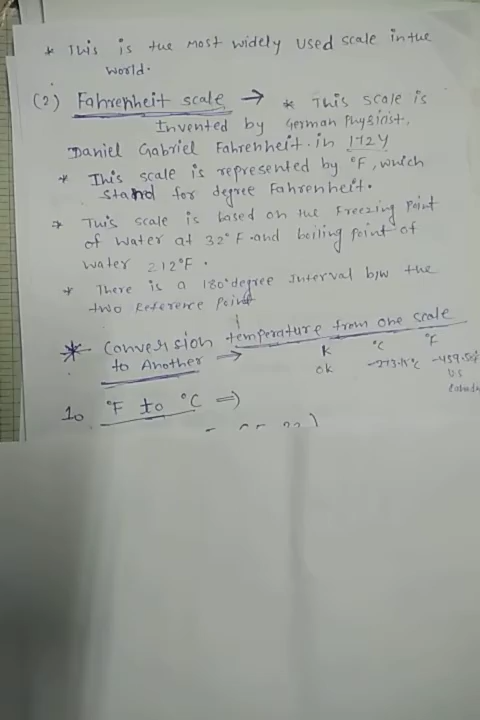 * This is the most widely used scale in the
world.
(2) Fahrenheit scale → * This scale is
Invented by German Physinist,
Daniel Gabriel Fahrenheit. in 1724
* This scale is represented by °F, which
stand for degree Fahrenheit.
* This scale is based on the Freezing point
of water at 32°F. and boiling point of
water 212°F.
* There is a 180° degree interval b/w the
two Reference point
* Conversion temperature from one scale
to Another →
K °C °F
0K -273.15°C
US
1. °F to °C ⇒